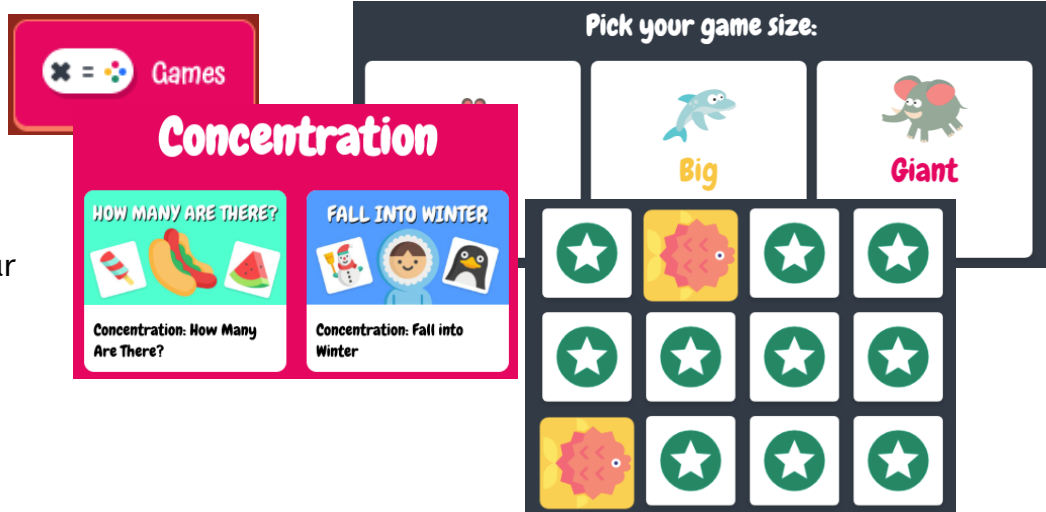 Games
Pick your game size:
Big
Giant
Concentration
HOW MANY ARE THERE?
FALL INTO WINTER
Concentration: How Many
Are There?
Concentration: Fall into
Winter